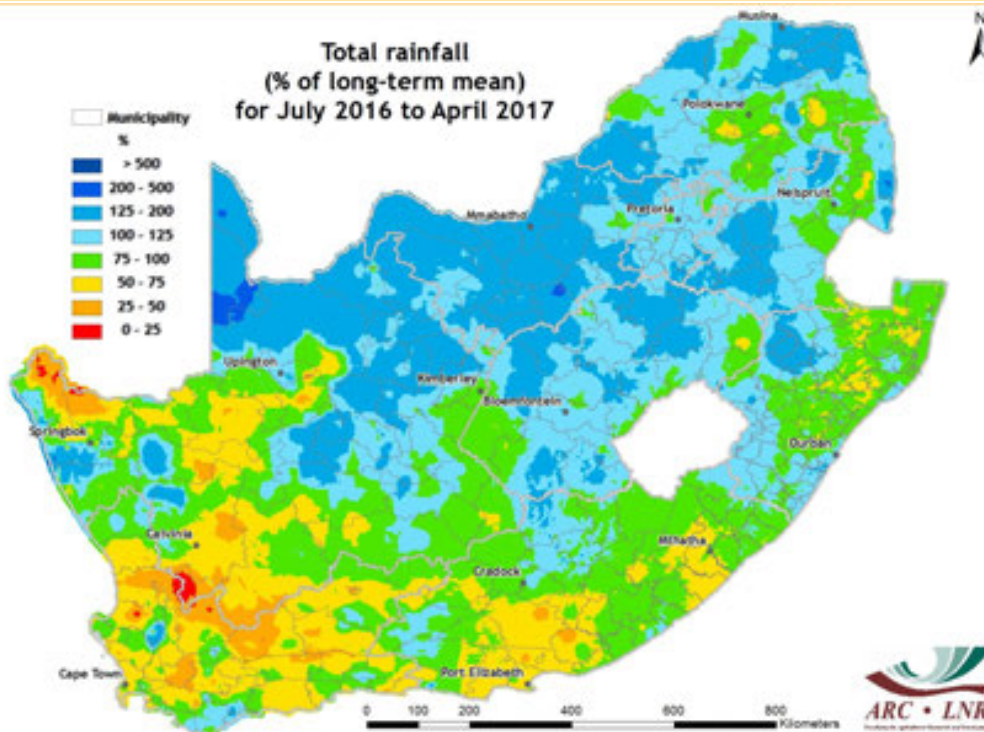 Total rainfall
(% of long-term mean)
for July 2016 to April 2017
N
Municipality
%
> 500
200 - 500
125 - 200
100 - 125
75 - 100
50 - 75
25 - 50
0 - 25
Musina
Polokwane
Nelspruit
Pretoria
Mmabatho
Upington
Kimberley
Bloemfontein
Springbok
Durban
Calvinia
Mthatha
Cradock
Cape Town
Port Elizabeth
0 100 200 400 600 800
Kilometers
ARC • LNR